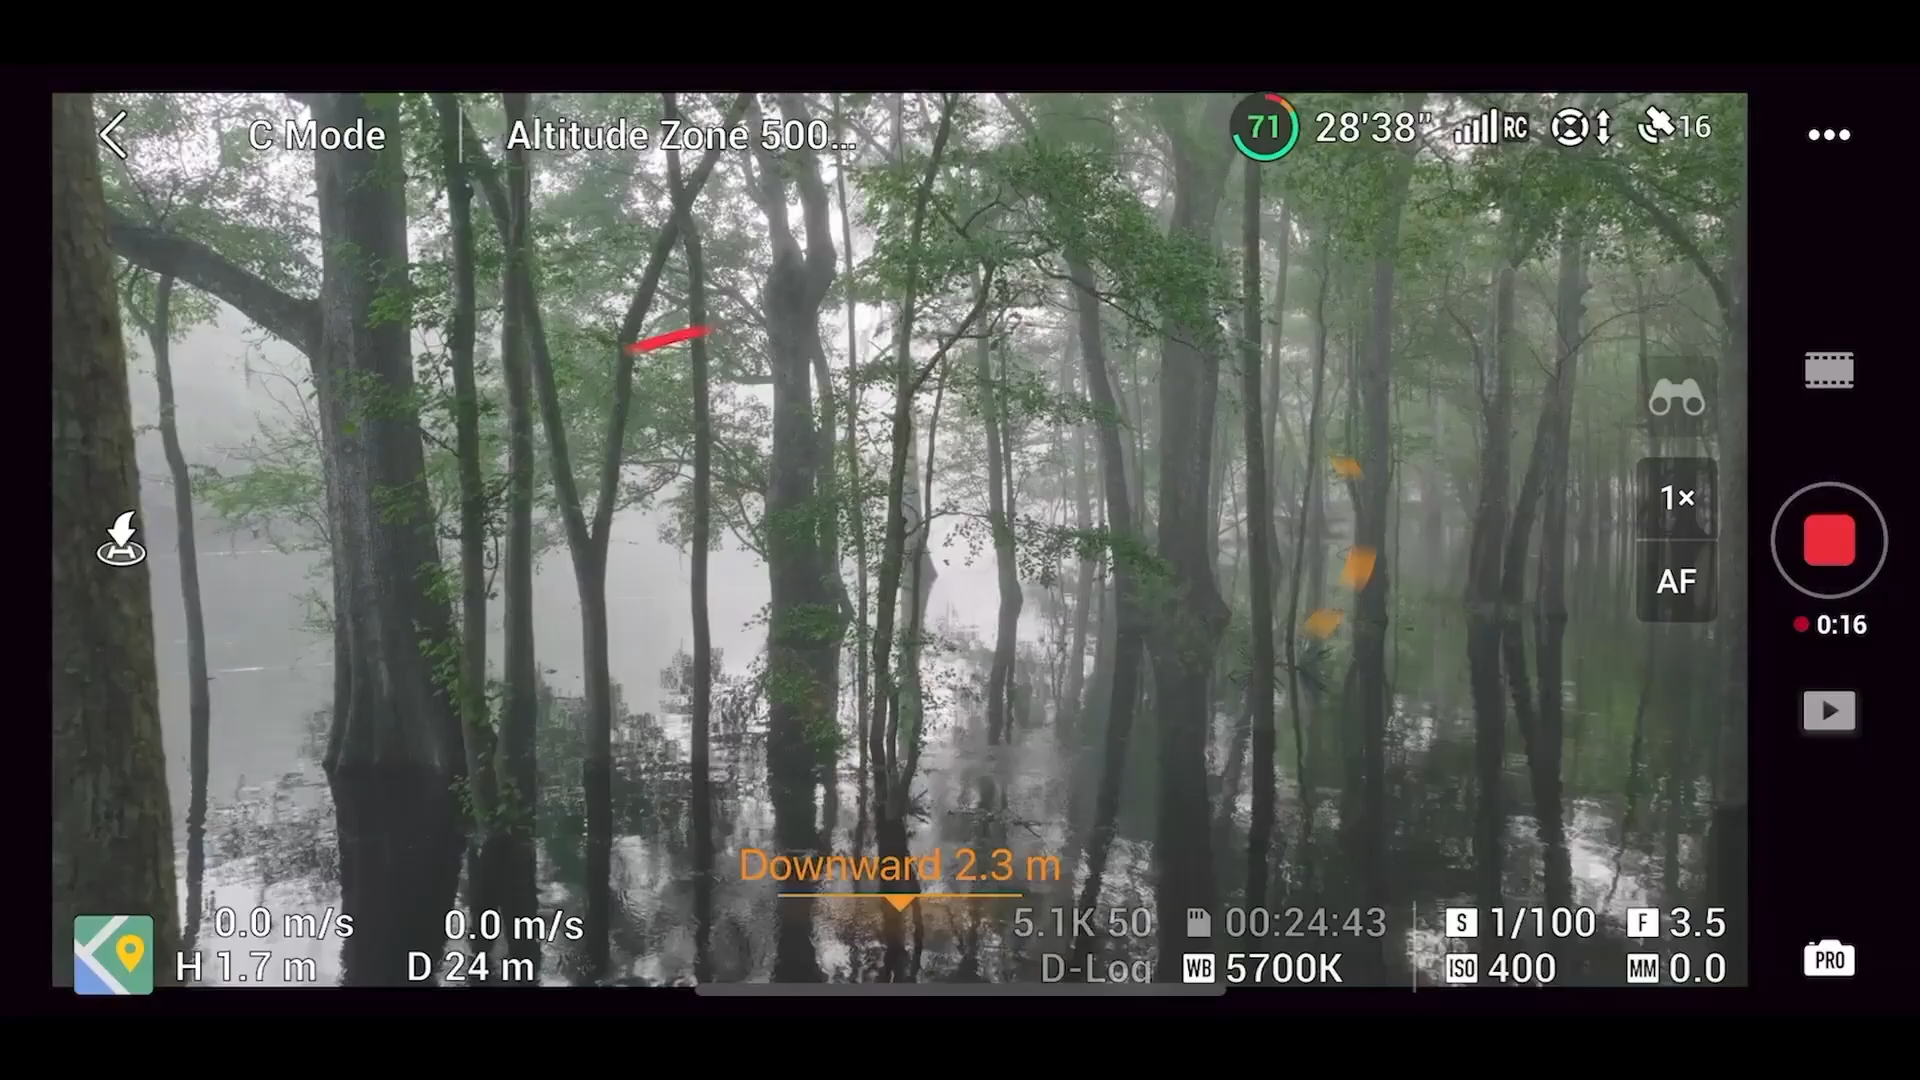 C Mode
Altitude Zone 500...
71
28'38"
RC
16
1×
AF
0:16
Downward 2.3 m
0.0 m/s
0.0 m/s
H 1.7 m
D 24 m
5.1K 50
00:24:43
D-Log
WB 5700K
S 1/100
F 3.5
ISO 400
MM 0.0
PRO